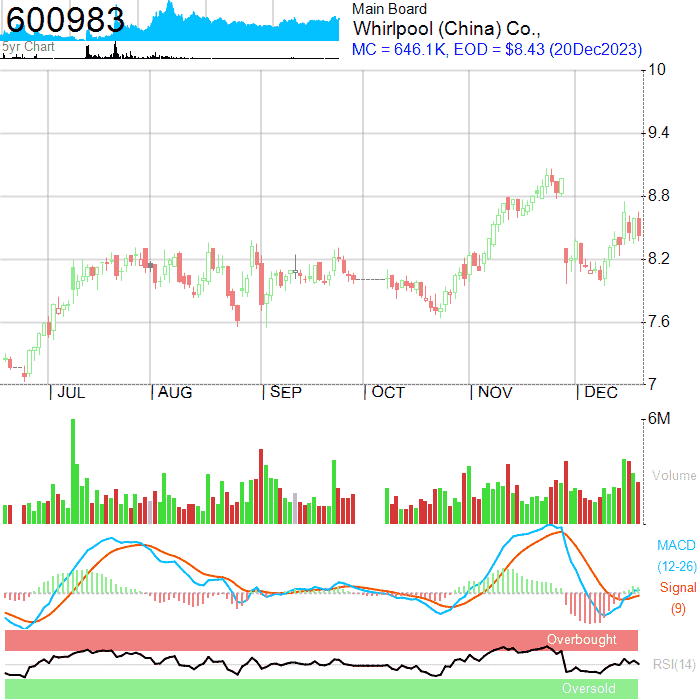 600983
5yr Chart
Main Board
Whirlpool (China) Co.,
MC = 646.1K, EOD = $8.43 (20Dec2023)
10
9.4
8.8
8.2
7.6
7
| JUL | AUG | SEP | OCT | NOV | DEC
6M
Volume
MACD
(12-26)
Signal
(9)
Overbought
RSI(14)
Oversold